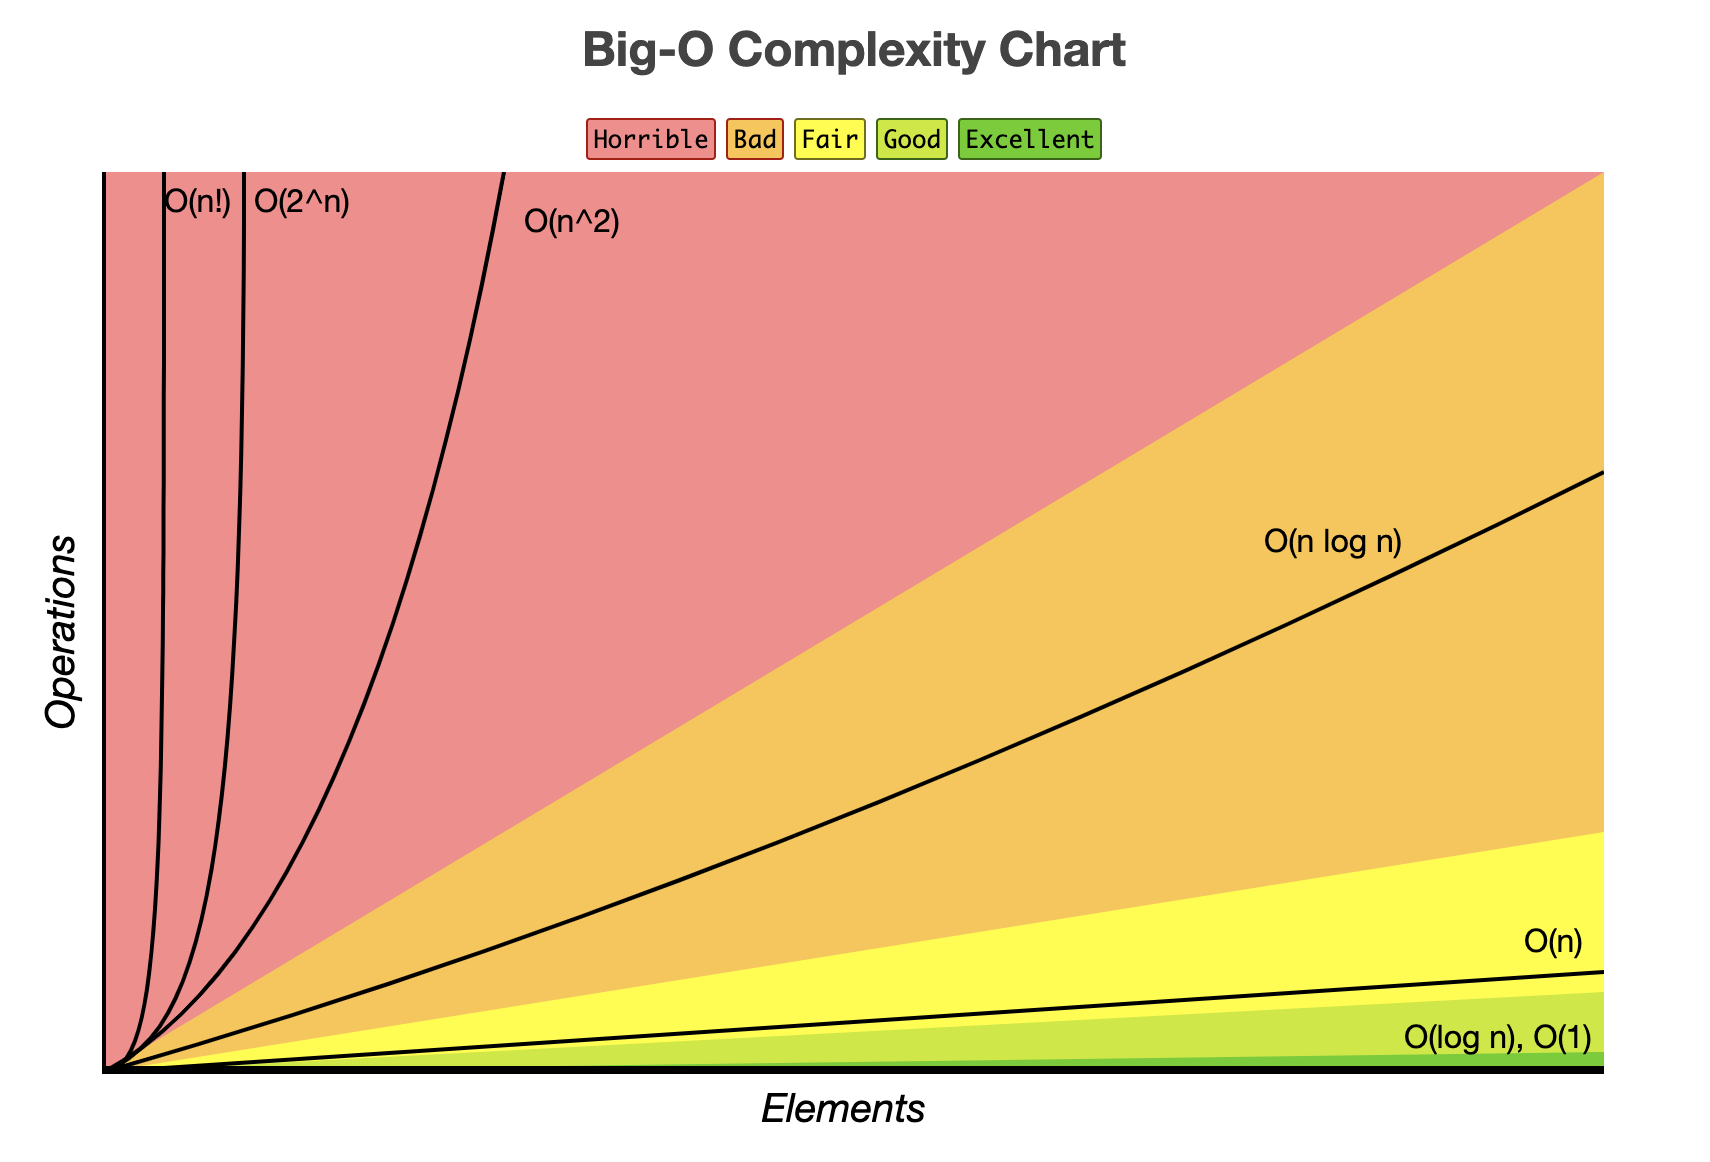 Big-O Complexity Chart
Horrible Bad Fair Good Excellent
O(n!) O(2^n)
O(n^2)
O(n log n)
Operations
O(n)
O(log n), O(1)
Elements